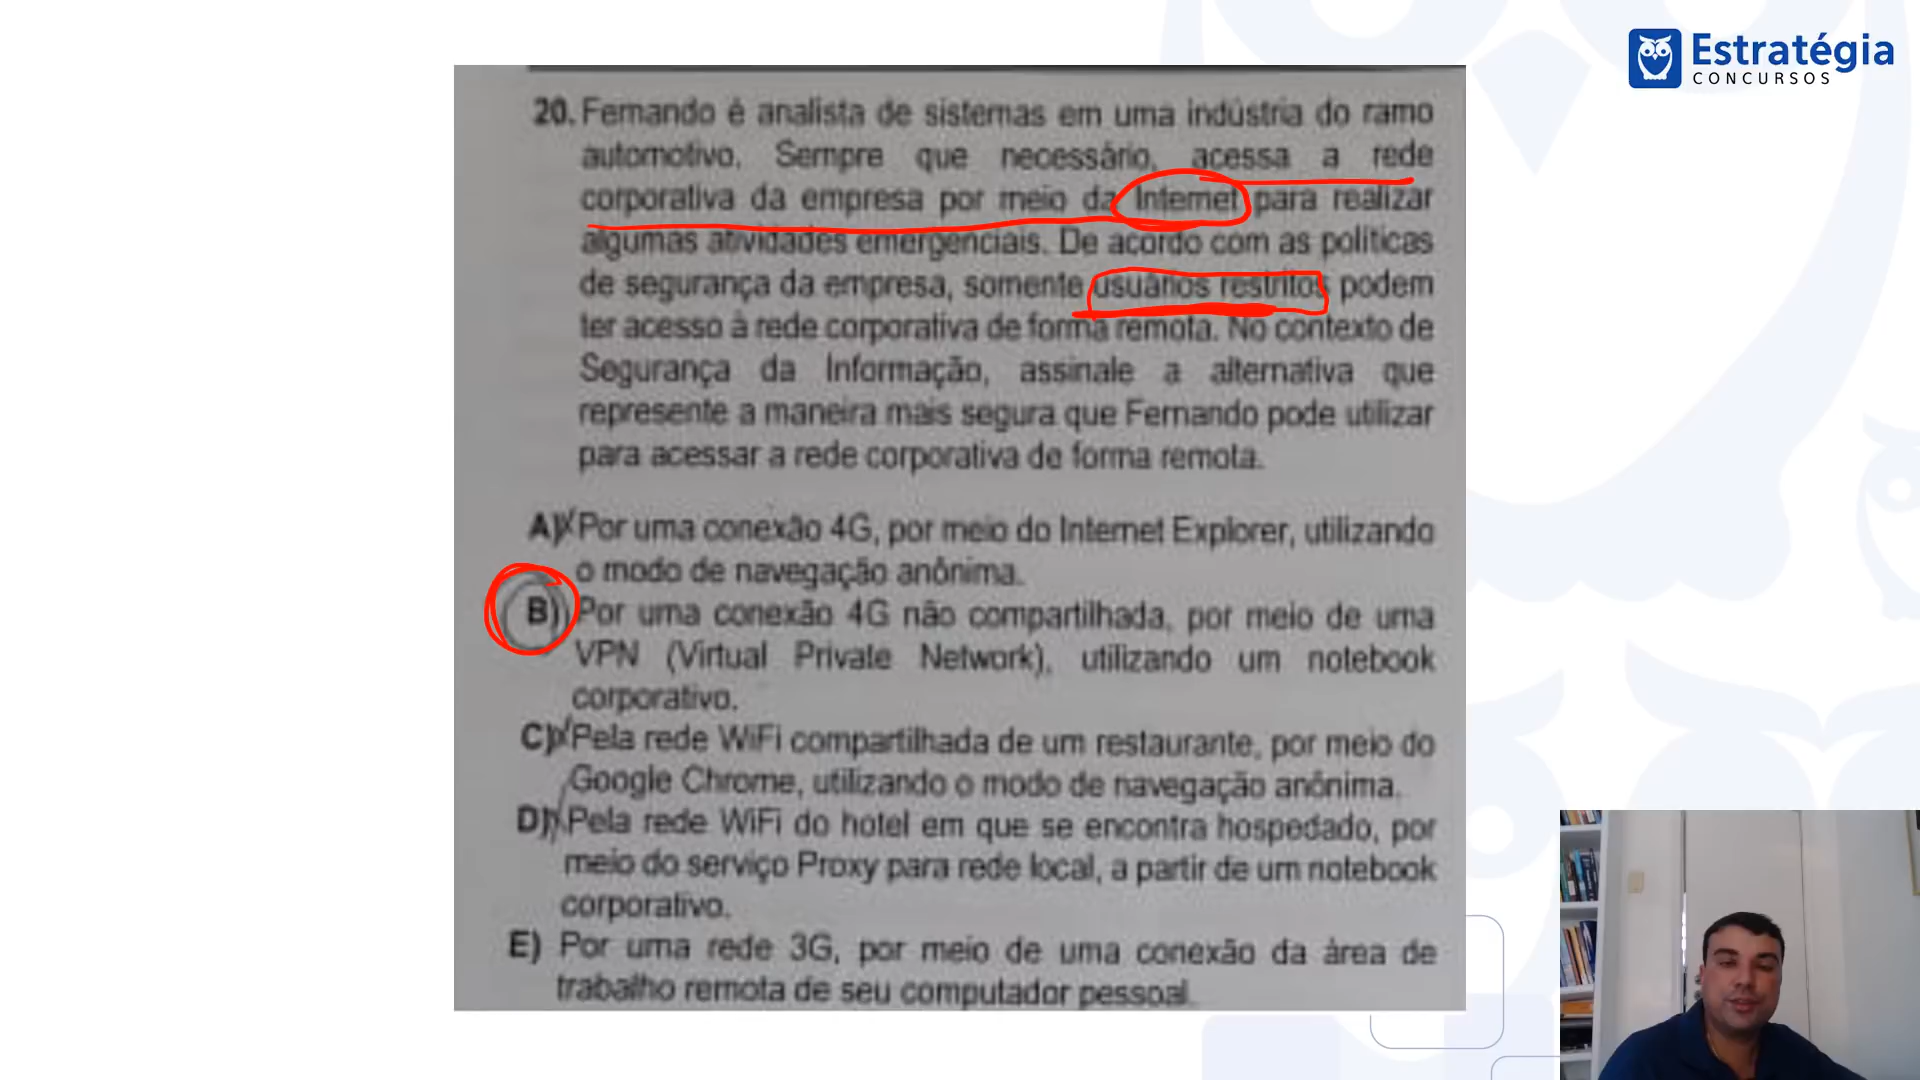 Estratégia
CONCURSOS
20. Fernando é analista de sistemas em uma indústria do ramo
automotivo. Sempre que necessário, acessa a rede
corporativa da empresa por meio da Internet para realizar
algumas atividades emergenciais. De acordo com as políticas
de segurança da empresa, somente usuários restritos podem
ter acesso à rede corporativa de forma remota. No contexto de
Segurança da Informação, assinale a alternativa que
represente a maneira mais segura que Fernando pode utilizar
para acessar a rede corporativa de forma remota.
A) Por uma conexão 4G, por meio do Internet Explorer, utilizando
o modo de navegação anônima.
B) Por uma conexão 4G não compartilhada, por meio de uma
VPN (Virtual Private Network), utilizando um notebook
corporativo.
C) Pela rede WiFi compartilhada de um restaurante, por meio do
Google Chrome, utilizando o modo de navegação anônima.
D) Pela rede WiFi do hotel em que se encontra hospedado, por
meio do serviço Proxy para rede local, a partir de um notebook
corporativo.
E) Por uma rede 3G, por meio de uma conexão da área de
trabalho remota de seu computador pessoal.